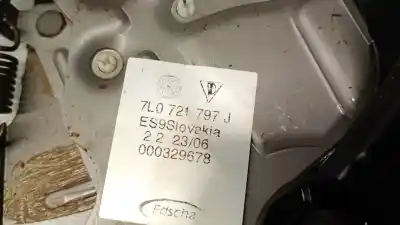 7L0 721 797 J
ES9Slovakia
2 2 23/06
000329678
Edscha